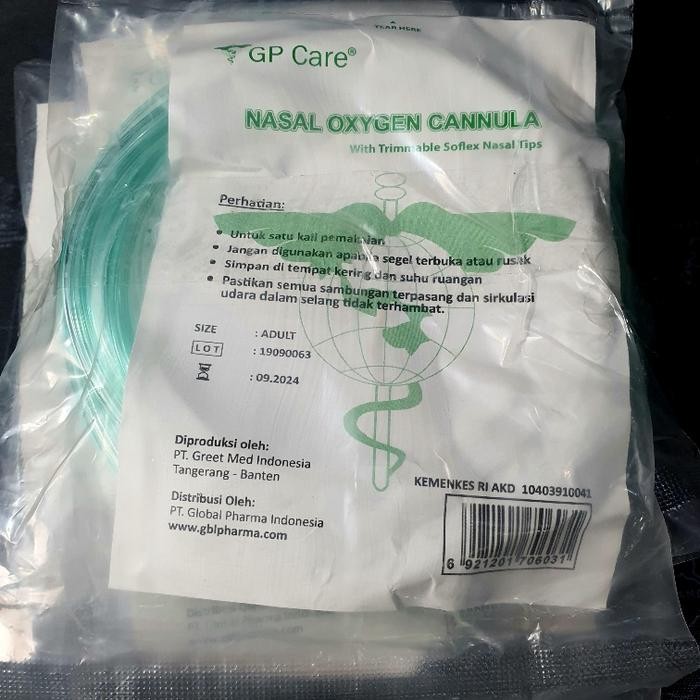 TEAR HERE
GP Care®
NASAL OXYGEN CANNULA
With Trimmable Soflex Nasal Tips
Perhatian:
• Untuk satu kali pemakaian
• Jangan digunakan apabila segel terbuka atau rusak
• Simpan di tempat kering dan suhu ruangan
• Pastikan semua sambungan terpasang dan sirkulasi
udara dalam selang tidak terhambat.
SIZE : ADULT
LOT : 19090063
: 09.2024
Diproduksi oleh:
PT. Greet Med Indonesia
Tangerang - Banten
Distribusi Oleh:
PT. Global Pharma Indonesia
www.gblpharma.com
KEMENKES RI AKD 10403910041
6 921201 706031